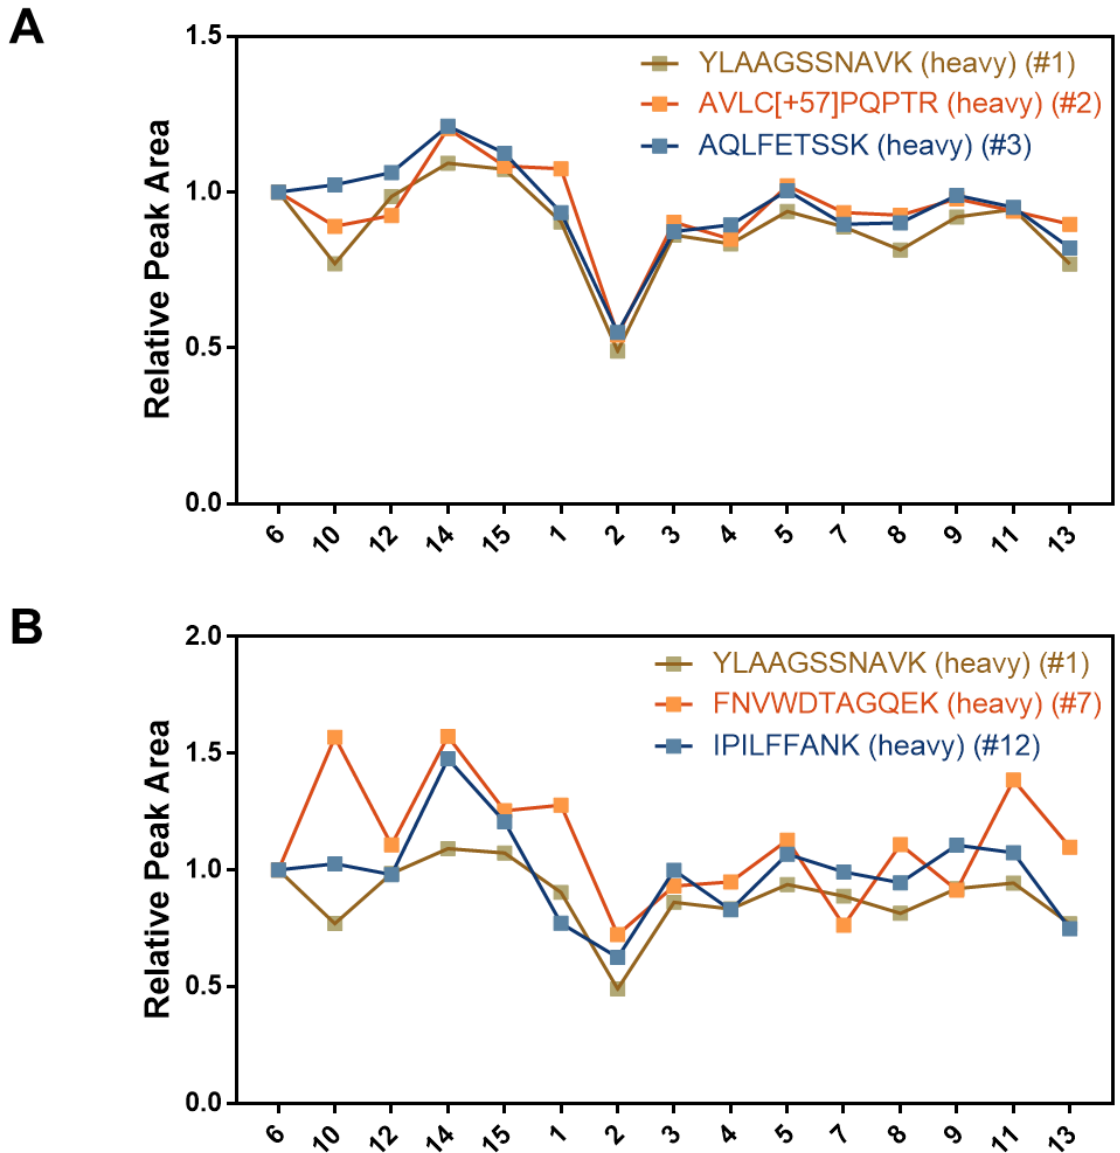 A
Relative Peak Area
1.5
1.0
0.5
0.0
YLAAGSSNAVK (heavy) (#1)
AVLC[+57]PQPTR (heavy) (#2)
AQLFETSSK (heavy) (#3)
6 10 12 14 15 1 2 3 4 5 7 8 9 11 13
B
Relative Peak Area
2.0
1.5
1.0
0.5
0.0
YLAAGSSNAVK (heavy) (#1)
FNVWDTAGQEK (heavy) (#7)
IPILFFANK (heavy) (#12)
6 10 12 14 15 1 2 3 4 5 7 8 9 11 13